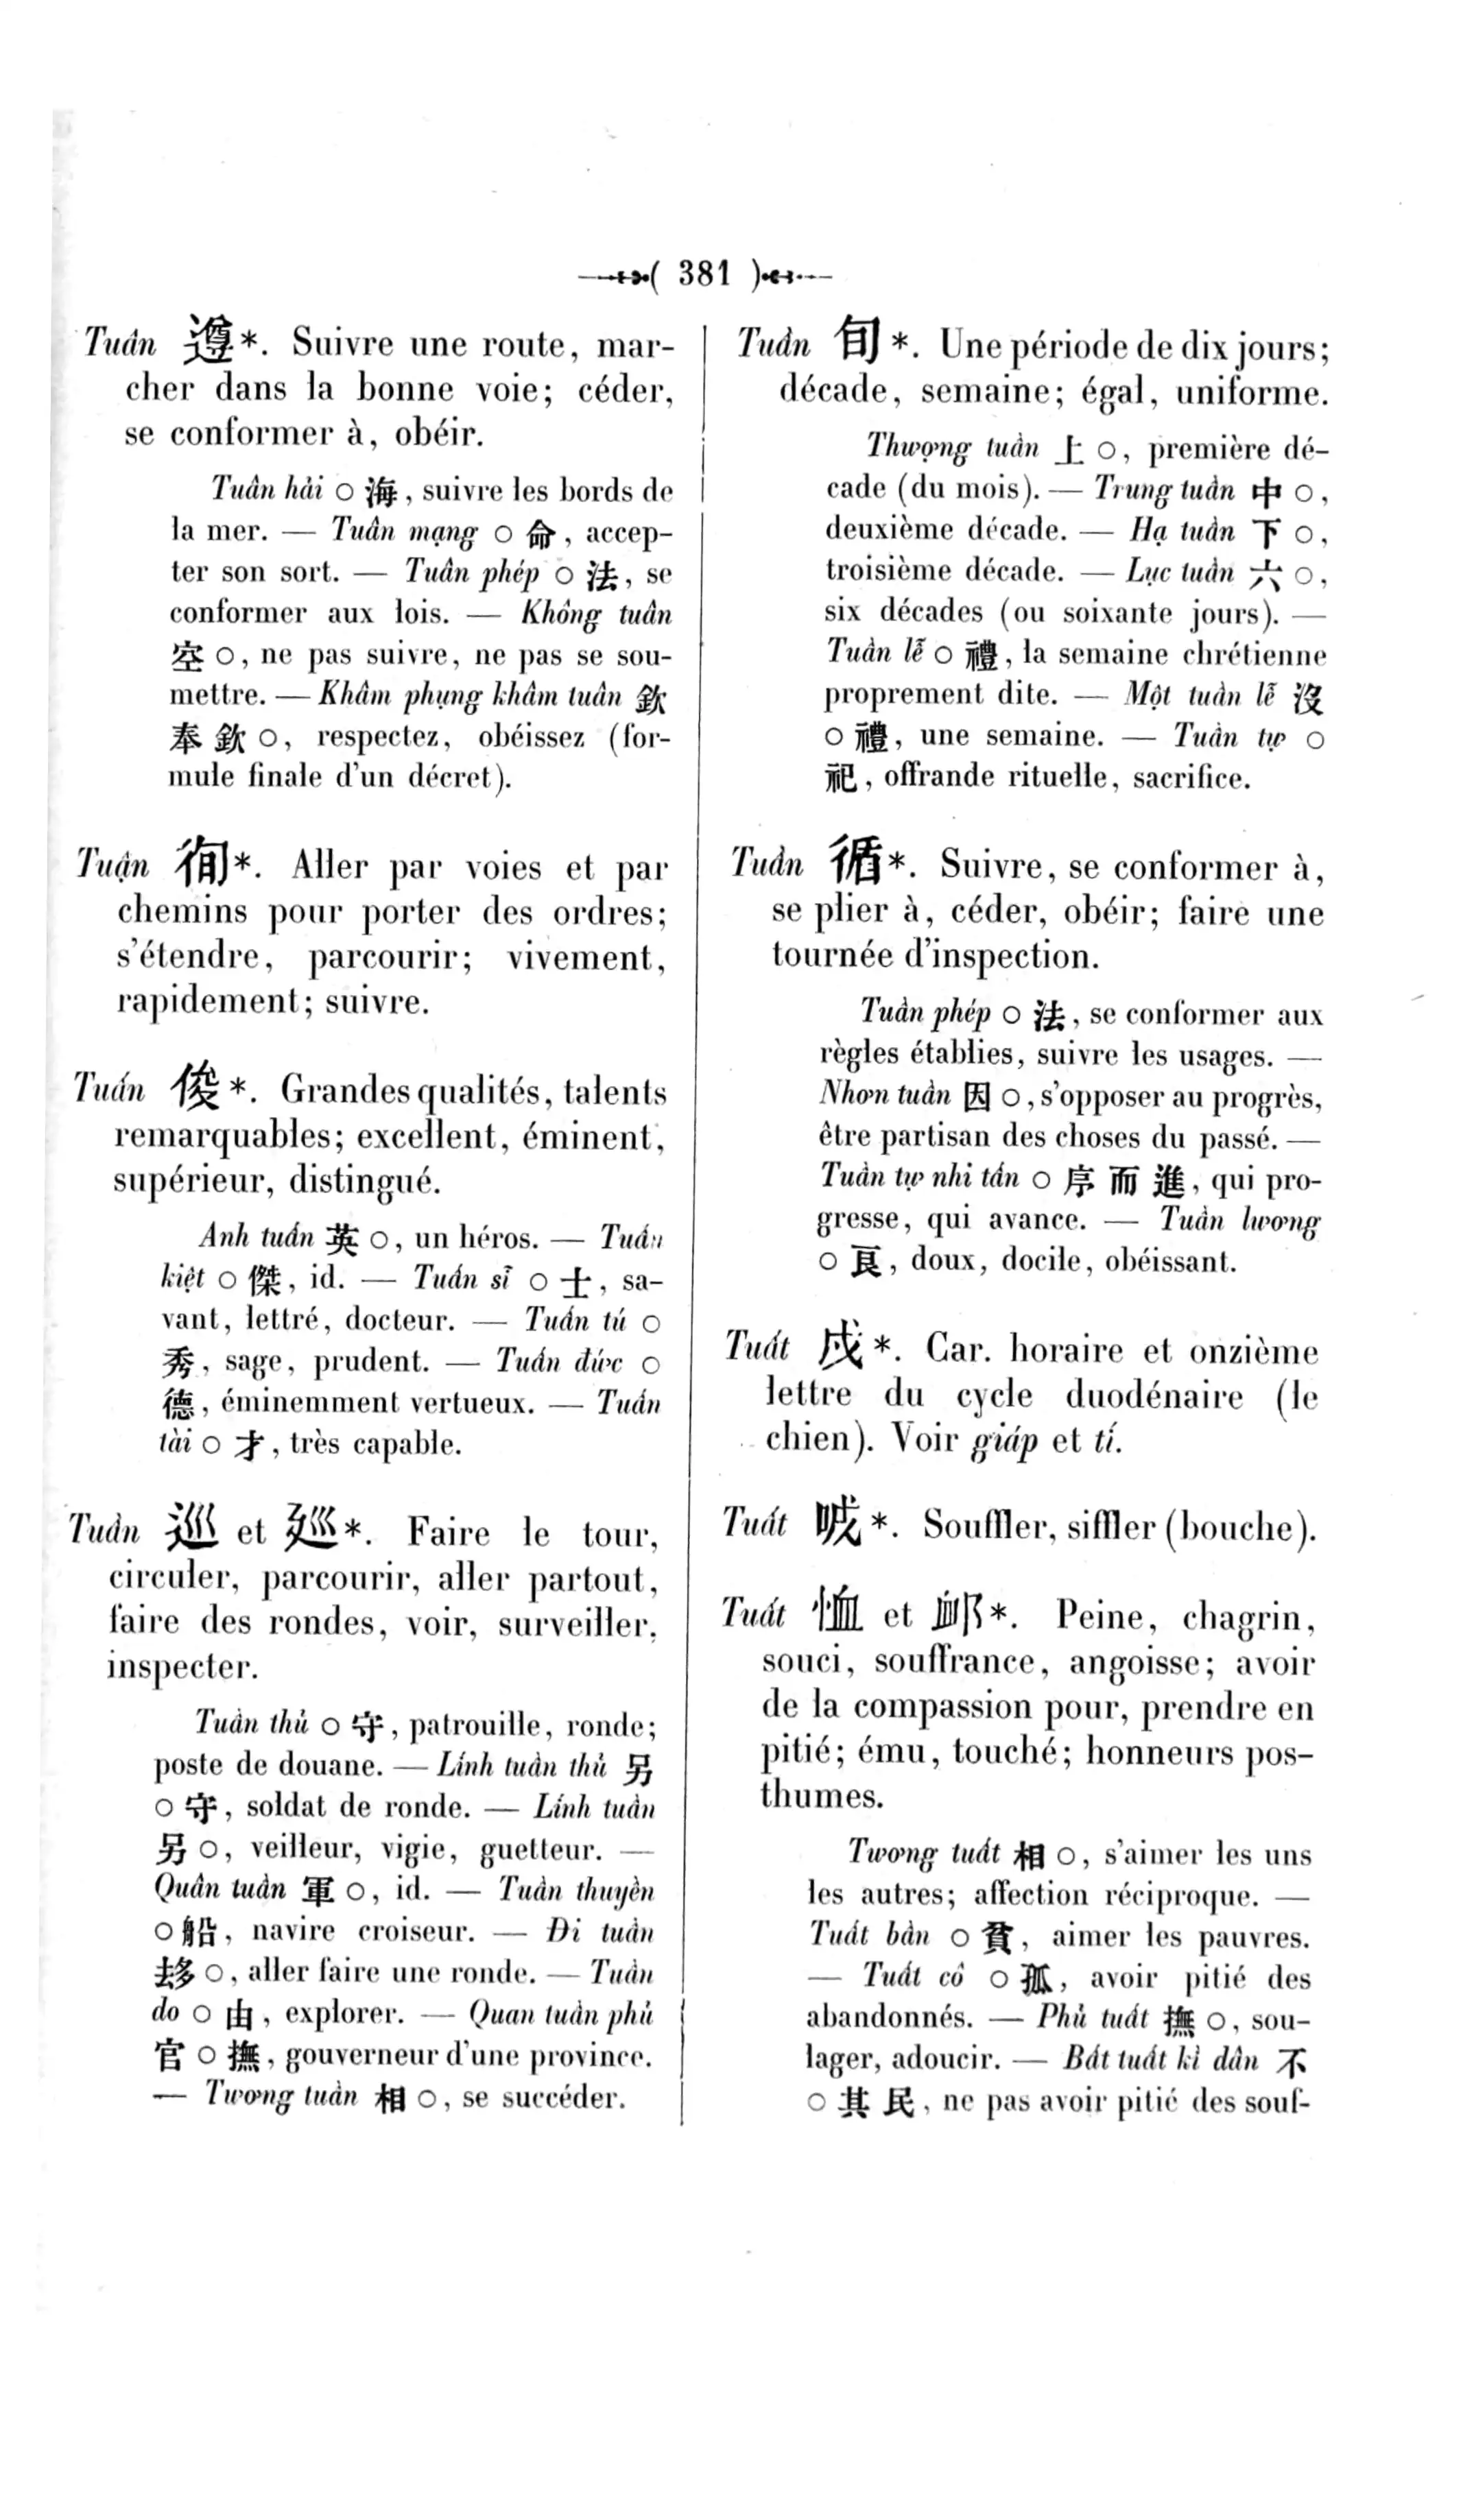 ( 381 )
Tuân 遵*. Suivre une route, mar-
cher dans la bonne voie; céder,
se conformer à, obéir.
Tuân hải ○ 海, suivre les bords de
la mer. — Tuân mạng ○ 命, accep-
ter son sort. — Tuân phép ○ 法, se
conformer aux lois. — Không tuân
空 ○, ne pas suivre, ne pas se sou-
mettre. — Khâm phụng khâm tuân 欽
奉 欽 ○, respectez, obéissez (for-
mule finale d'un décret).
Tuận 徇*. Aller par voies et par
chemins pour porter des ordres;
s'étendre, parcourir; vivement,
rapidement; suivre.
Tuấn 俊*. Grandes qualités, talents
remarquables; excellent, éminent,
supérieur, distingué.
Anh tuấn 英 ○, un héros. — Tuấn
kiệt ○ 傑, id. — Tuấn sĩ ○ 士, sa-
vant, lettré, docteur. — Tuấn tú ○
秀, sage, prudent. — Tuấn đức ○
德, éminemment vertueux. — Tuấn
tài ○ 才, très capable.
Tuần 巡 et 廵*. Faire le tour,
circuler, parcourir, aller partout,
faire des rondes, voir, surveiller,
inspecter.
Tuần thủ ○ 守, patrouille, ronde;
poste de douane. — Lính tuần thủ 另
○ 守, soldat de ronde. — Lính tuần
另 ○, veilleur, vigie, guetteur. —
Quân tuần 軍 ○, id. — Tuần thuyền
○ 船, navire croiseur. — Đi tuần
𠫾 ○, aller faire une ronde. — Tuần
do ○ 由, explorer. — Quan tuần phủ
官 ○ 撫, gouverneur d'une province.
— Tương tuần 相 ○, se succéder.
Tuần 旬*. Une période de dix jours;
décade, semaine; égal, uniforme.
Thượng tuần 上 ○, première dé-
cade (du mois). — Trung tuần 中 ○,
deuxième décade. — Hạ tuần 下 ○,
troisième décade. — Lục tuần 六 ○,
six décades (ou soixante jours). —
Tuần lễ ○ 禮, la semaine chrétienne
proprement dite. — Một tuần lễ 沒
○ 禮, une semaine. — Tuần tự ○
祀, offrande rituelle, sacrifice.
Tuần 循*. Suivre, se conformer à,
se plier à, céder, obéir; faire une
tournée d'inspection.
Tuần phép ○ 法, se conformer aux
règles établies, suivre les usages. —
Nhơn tuần 因 ○, s'opposer au progrès,
être partisan des choses du passé. —
Tuần tự nhi tấn ○ 序 而 進, qui pro-
gresse, qui avance. — Tuần lương
○ 良, doux, docile, obéissant.
Tuất 戌*. Car. horaire et onzième
lettre du cycle duodénaire (le
chien). Voir giáp et tí.
Tuất 㖅*. Souffler, siffler (bouche).
Tuất 恤 et 卹*. Peine, chagrin,
souci, souffrance, angoisse; avoir
de la compassion pour, prendre en
pitié; ému, touché; honneurs pos-
thumes.
Tương tuất 相 ○, s'aimer les uns
les autres; affection réciproque. —
Tuất bần ○ 貧, aimer les pauvres.
— Tuất cô ○ 孤, avoir pitié des
abandonnés. — Phủ tuất 撫 ○, sou-
lager, adoucir. — Bất tuất kì dân 不
○ 其 民, ne pas avoir pitié des souf-